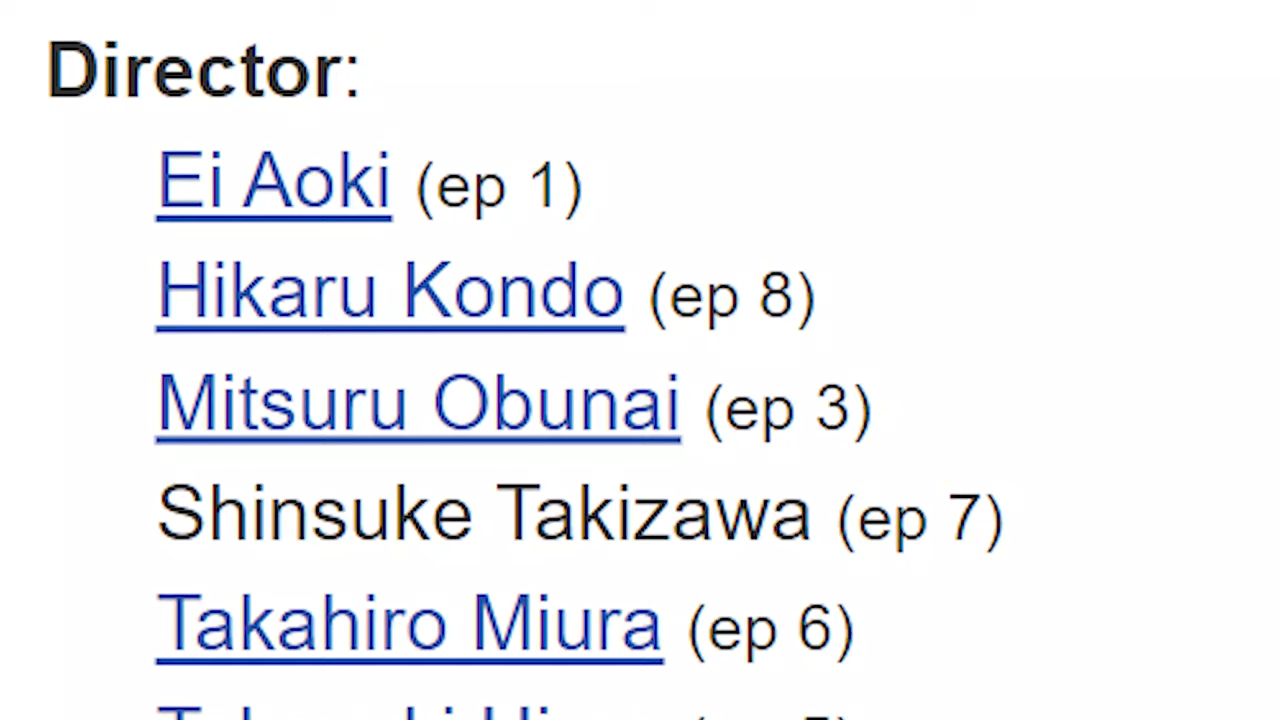 Director:
Ei Aoki (ep 1)
Hikaru Kondo (ep 8)
Mitsuru Obunai (ep 3)
Shinsuke Takizawa (ep 7)
Takahiro Miura (ep 6)